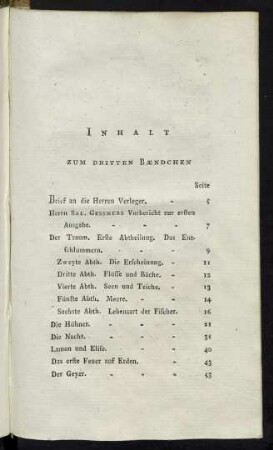 INHALT
ZUM DRITTEN BÆNDCHEN
Seite
Brief an die Herren Verleger. - 5
Herrn SAL. GESSNERS Vorbericht zur ersten
Ausgabe. - - - 7
Der Traum. Erste Abtheilung. Das Ent-
schlummern. - - - 9
Zweyte Abth. Die Erscheinung. - 11
Dritte Abth. Flüsse und Bäche. - 12
Vierte Abth. Seen und Teiche. - 13
Fünfte Abth. Meere. - - 14
Sechste Abth. Lebensart der Fischer. - 16
Die Hühner. - - - 21
Die Nacht. - - - 31
Lamon und Elise. - - 40
Das erste Feuer auf Erden. - 43
Der Geyer. - - - 45